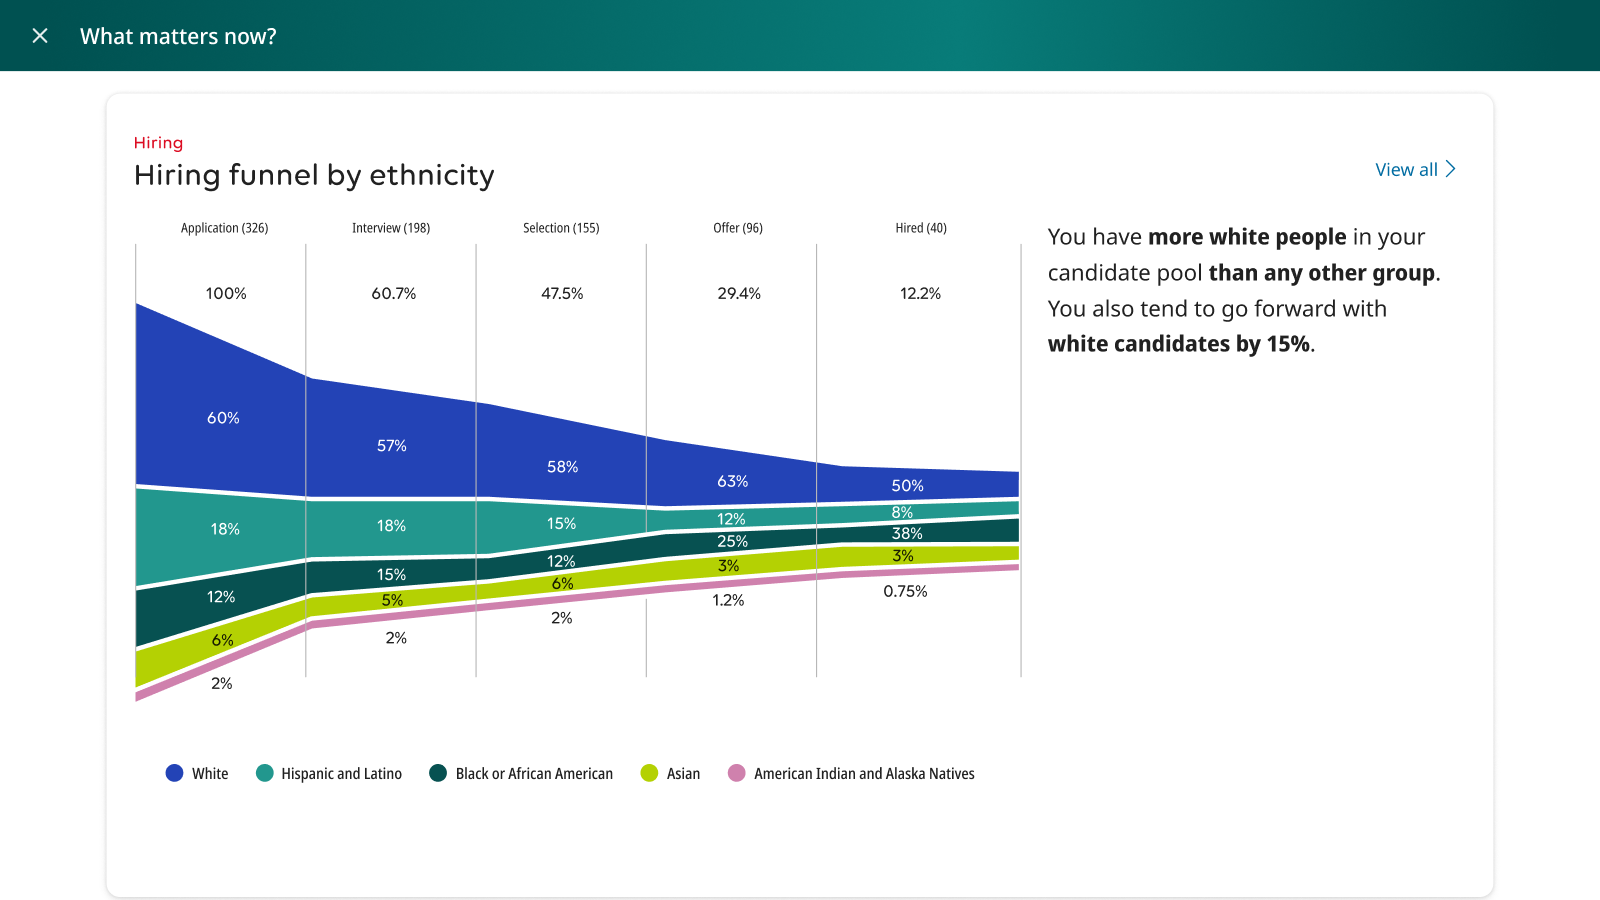 What matters now?
Hiring
Hiring funnel by ethnicity
View all
Application (326) Interview (198) Selection (155) Offer (96) Hired (40)
100% 60.7% 47.5% 29.4% 12.2%
60% 57% 58% 63% 50%
18% 18% 15% 12% 8%
12% 15% 12% 25% 38%
6% 5% 6% 3% 3%
2% 2% 2% 1.2% 0.75%
You have more white people in your
candidate pool than any other group.
You also tend to go forward with
white candidates by 15%.
White Hispanic and Latino Black or African American Asian American Indian and Alaska Natives